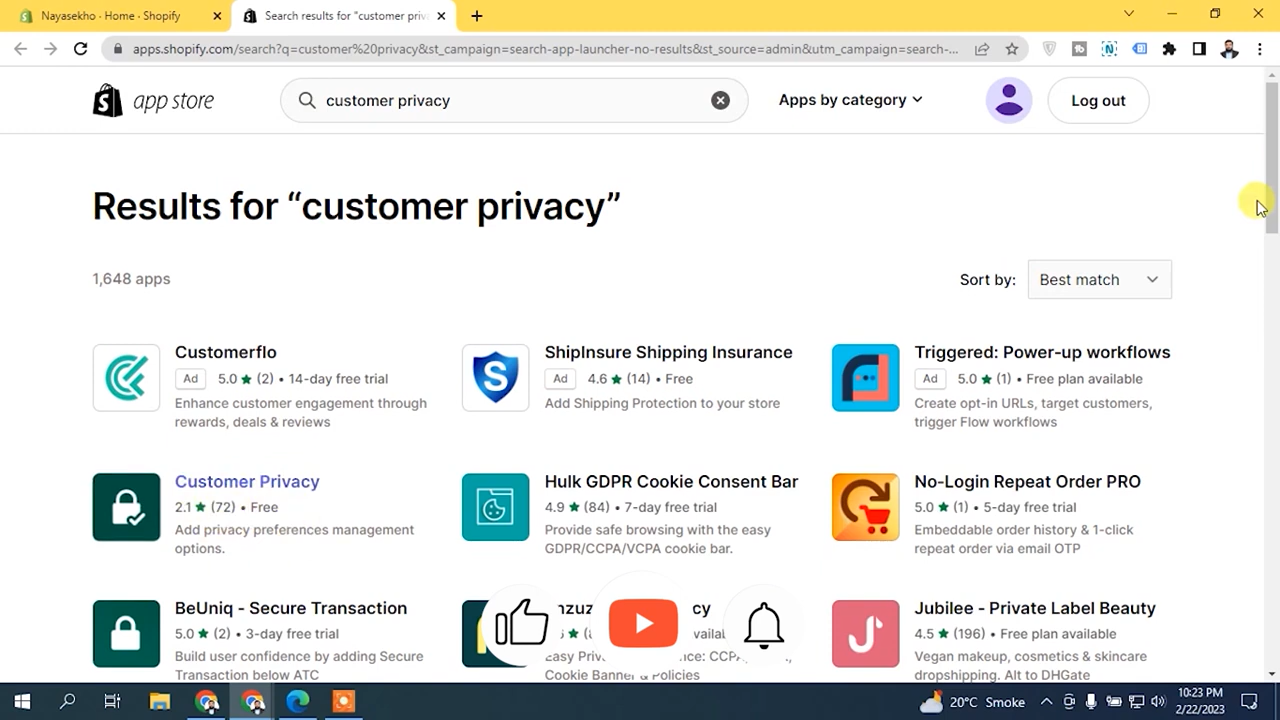 Nayasekho · Home · Shopify
Search results for "customer priv
apps.shopify.com/search?q=customer%20privacy&st_campaign=search-app-launcher-no-results&st_source=admin&utm_campaign=search-...
app store
customer privacy
Apps by category
Log out
Results for “customer privacy”
1,648 apps
Sort by:
Best match
Customerflo
Ad 5.0 ★ (2) • 14-day free trial
Enhance customer engagement through
rewards, deals & reviews
ShipInsure Shipping Insurance
Ad 4.6 ★ (14) • Free
Add Shipping Protection to your store
Triggered: Power-up workflows
Ad 5.0 ★ (1) • Free plan available
Create opt-in URLs, target customers,
trigger Flow workflows
Customer Privacy
2.1 ★ (72) • Free
Add privacy preferences management
options.
Hulk GDPR Cookie Consent Bar
4.9 ★ (84) • 7-day free trial
Provide safe browsing with the easy
GDPR/CCPA/VCPA cookie bar.
No-Login Repeat Order PRO
5.0 ★ (1) • 5-day free trial
Embeddable order history & 1-click
repeat order via email OTP
BeUniq - Secure Transaction
5.0 ★ (2) • 3-day free trial
Build user confidence by adding Secure
Transaction below ATC
Cookie Banner & Policies
Jubilee - Private Label Beauty
4.5 ★ (196) • Free plan available
Vegan makeup, cosmetics & skincare
dropshipping. Alt to DHGate
20°C Smoke
10:23 PM
2/22/2023